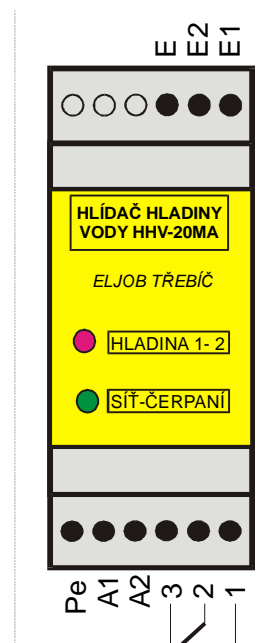 E E2 E1
HLÍDAČ HLADINY
VODY HHV-20MA
ELJOB TŘEBÍČ
HLADINA 1- 2
SÍŤ-ČERPANÍ
Pe A1 A2 3 2 1